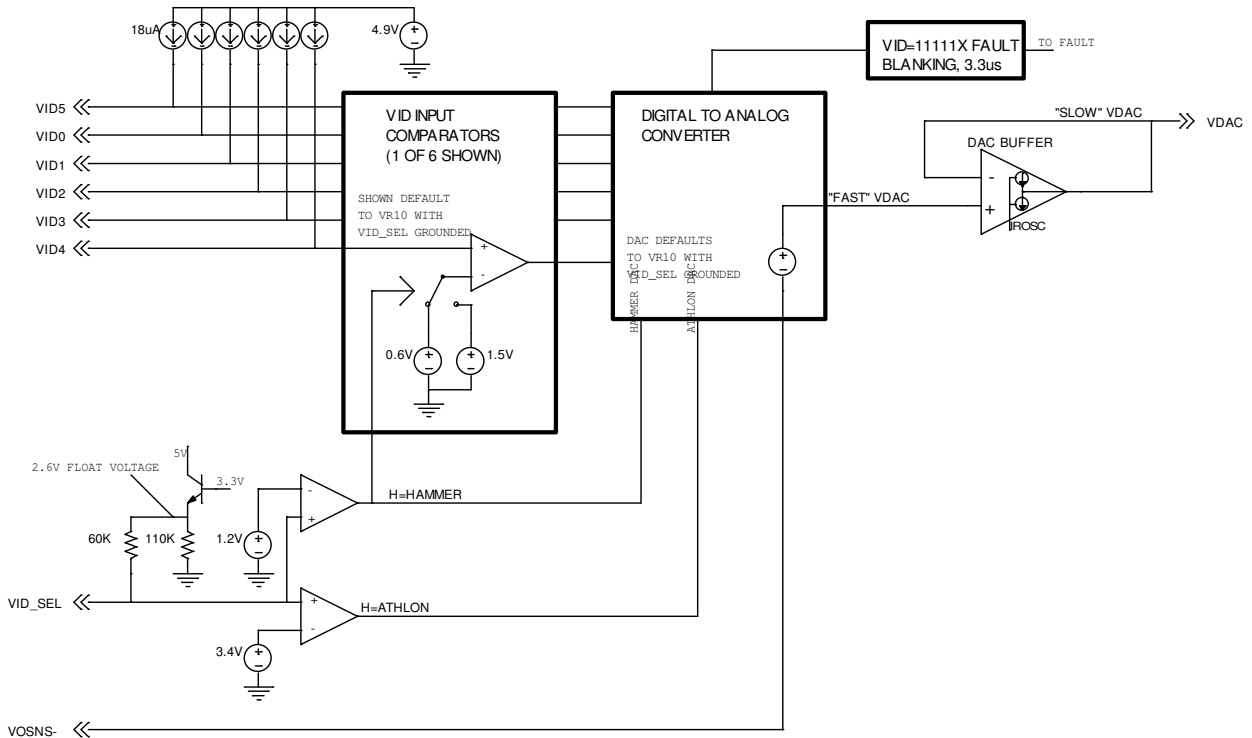 18uA
4.9V
VID=11111X FAULT
BLANKING, 3.3us
TO FAULT
VID5
VID0
VID1
VID2
VID3
VID4
VID INPUT
COMPARATORS
(1 OF 6 SHOWN)
SHOWN DEFAULT
TO VR10 WITH
VID_SEL GROUNDED
+
-
0.6V
+
-
+
-
1.5V
DIGITAL TO ANALOG
CONVERTER
DAC DEFAULTS
TO VR10 WITH
VID_SEL GROUNDED
HAMMER DAC
ATHLON DAC
"SLOW" VDAC
VDAC
DAC BUFFER
-
+
IROSC
"FAST" VDAC
5V
2.6V FLOAT VOLTAGE
3.3V
60K
110K
1.2V
-
+
H=HAMMER
VID_SEL
+
-
H=ATHLON
3.4V
VOSNS-